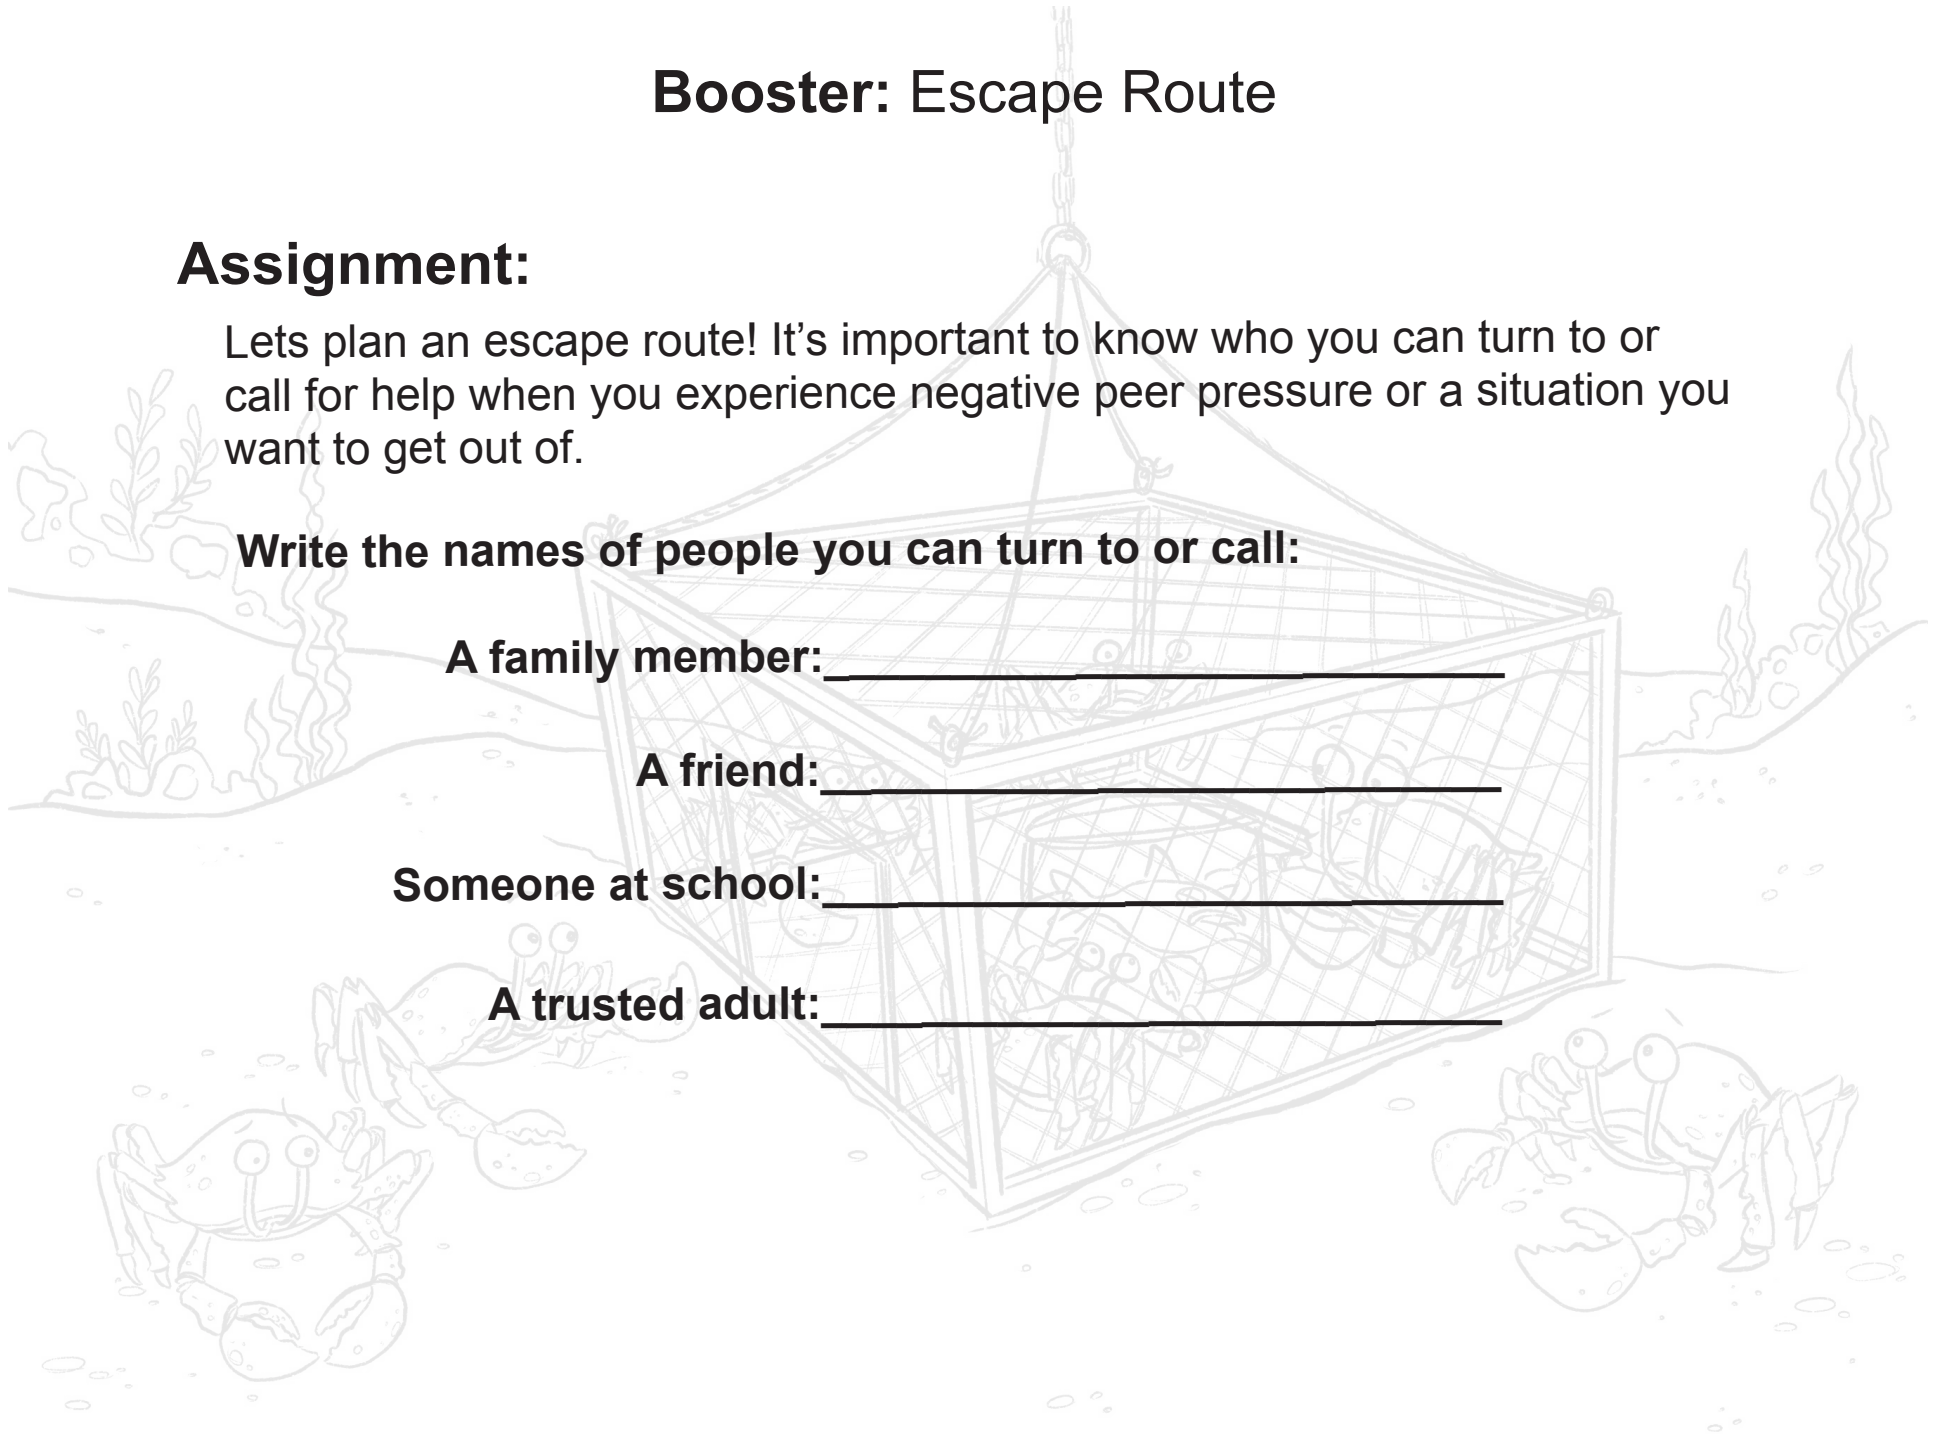 Booster: Escape Route
Assignment:
Lets plan an escape route! It’s important to know who you can turn to or
call for help when you experience negative peer pressure or a situation you
want to get out of.
Write the names of people you can turn to or call:
A family member:___________________________
A friend:___________________________
Someone at school:___________________________
A trusted adult:___________________________